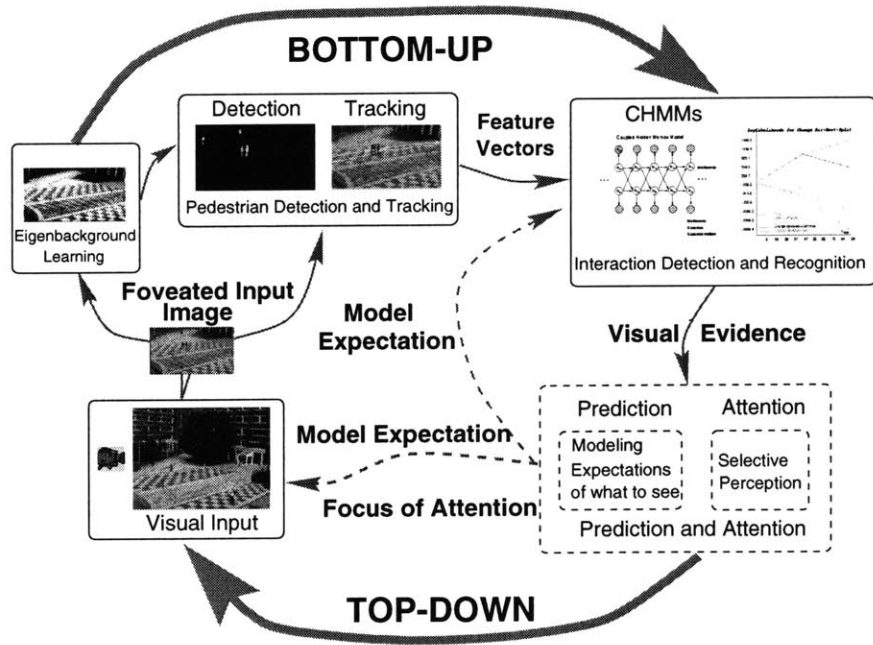 BOTTOM-UP
Detection Tracking
Pedestrian Detection and Tracking
Feature
Vectors
CHMMs
Interaction Detection and Recognition
Eigenbackground
Learning
Foveated Input
Image
Model
Expectation
Visual Evidence
Prediction Attention
Modeling
Expectations
of what to see
Selective
Perception
Prediction and Attention
Model Expectation
Focus of Attention
Visual Input
TOP-DOWN